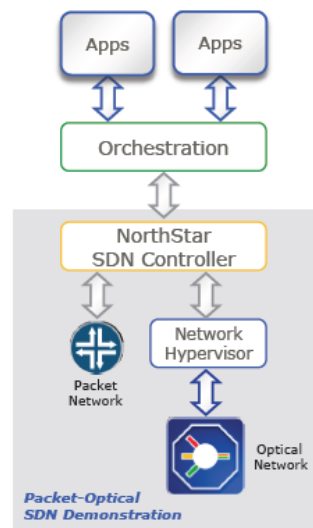 Apps
Apps
Orchestration
NorthStar
SDN Controller
Network
Hypervisor
Packet
Network
Optical
Network
Packet-Optical
SDN Demonstration